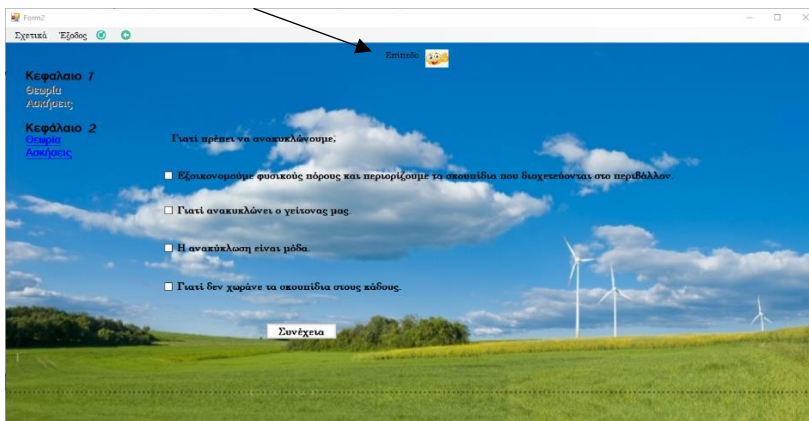 Form2
Σχετικά Έξοδος
Επίπεδο
Κεφαλαιο 1
Θεωρία
Ασκήσεις
Κεφάλαιο 2
Θεωρία
Ασκήσεις
Γιατί πρέπει να ανακυκλώνουμε;
Εξοικονομούμε φυσικούς πόρους και περιορίζουμε τα σκουπίδια που διοχετεύονται στο περιβάλλον.
Γιατί ανακυκλώνει ο γείτονας μας.
Η ανακύκλωση είναι μόδα.
Γιατί δεν χωράνε τα σκουπίδια στους κάδους.
Συνέχεια